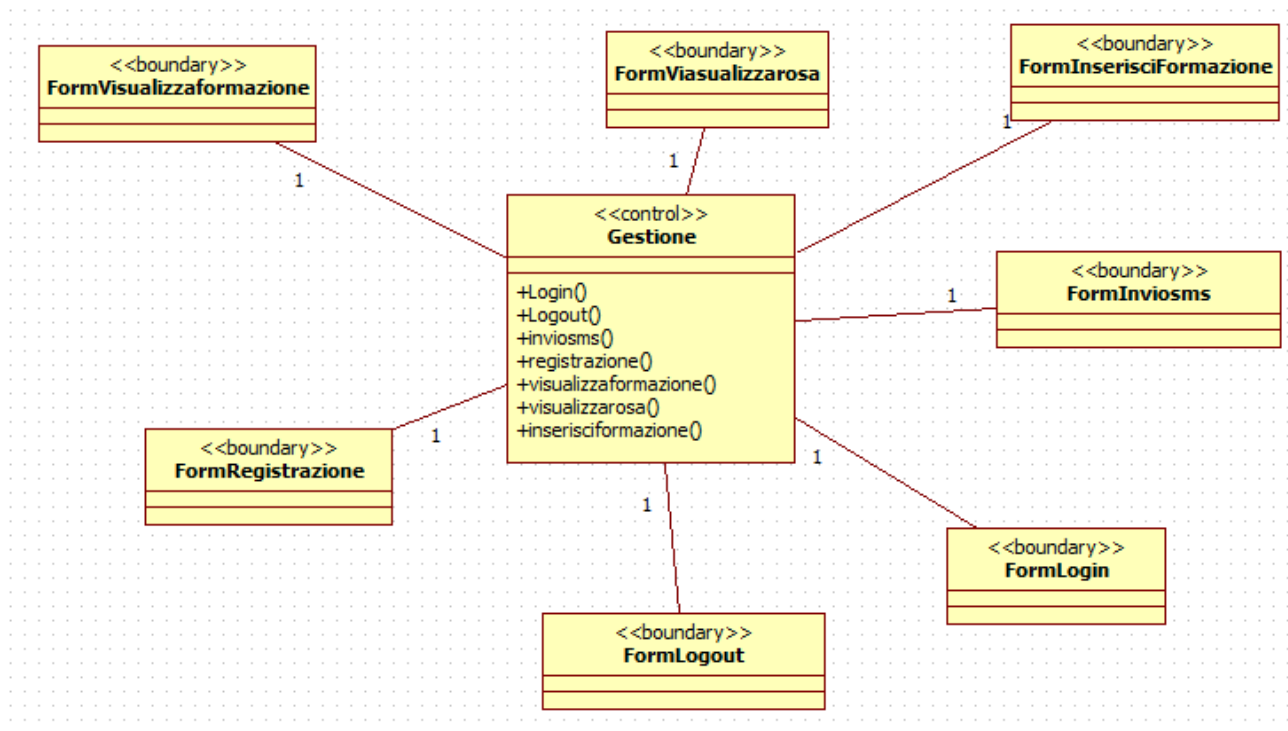 <<boundary>>
FormVisualizzaformazione
<<boundary>>
FormViasualizzarosa
<<boundary>>
FormInserisciFormazione
1
1
1
<<control>>
Gestione
+Login()
+Logout()
+inviosms()
+registrazione()
+visualizzaformazione()
+visualizzarosa()
+inserisciformazione()
<<boundary>>
FormInviosms
1
<<boundary>>
FormRegistrazione
1
1
<<boundary>>
FormLogin
1
<<boundary>>
FormLogout